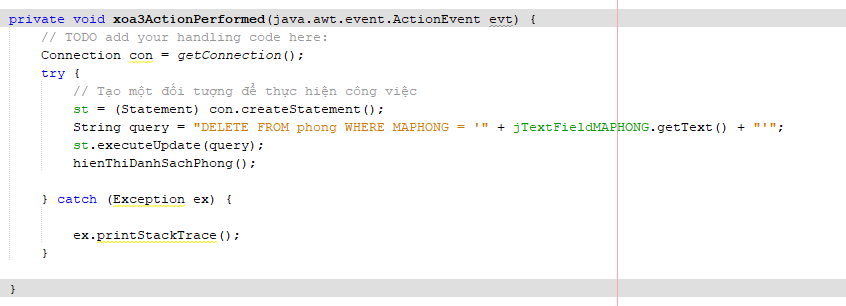 private void xoa3ActionPerformed(java.awt.event.ActionEvent evt) {
// TODO add your handling code here:
Connection con = getConnection();
try {
// Tạo một đối tượng để thực hiện công việc
st = (Statement) con.createStatement();
String query = "DELETE FROM phong WHERE MAPHONG = '" + jTextFieldMAPHONG.getText() + "'";
st.executeUpdate(query);
hienThiDanhSachPhong();
} catch (Exception ex) {
ex.printStackTrace();
}
}